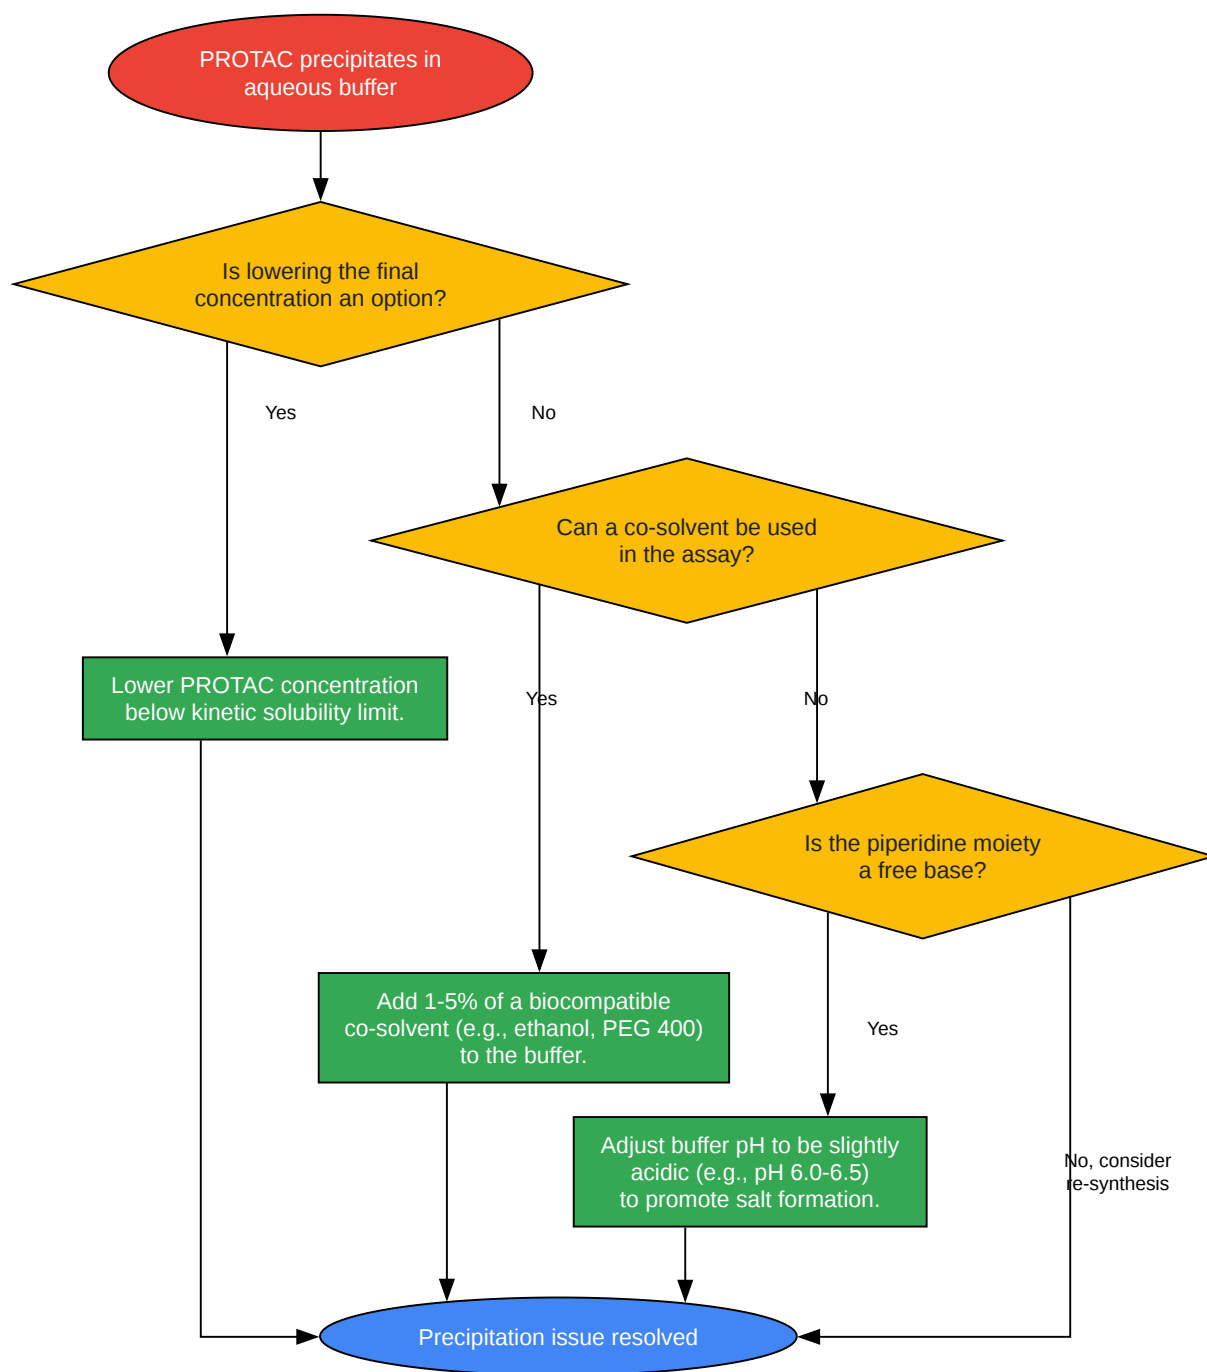 PROTAC precipitates in
aqueous buffer
Is lowering the final
concentration an option?
Yes
No
Can a co-solvent be used
in the assay?
Lower PROTAC concentration
below kinetic solubility limit.
Yes
No
Is the piperidine moiety
a free base?
Add 1-5% of a biocompatible
co-solvent (e.g., ethanol, PEG 400)
to the buffer.
Yes
Adjust buffer pH to be slightly
acidic (e.g., pH 6.0-6.5)
to promote salt formation.
No, consider
re-synthesis
Precipitation issue resolved